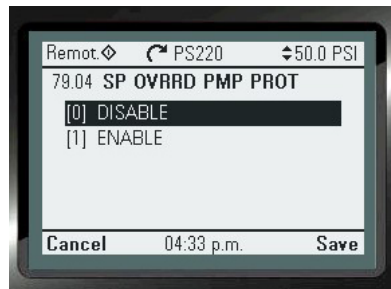 Remot. PS220 50.0 PSI
79.04 SP OVRRD PMP PROT
[0] DISABLE
[1] ENABLE
Cancel 04:33 p.m. Save